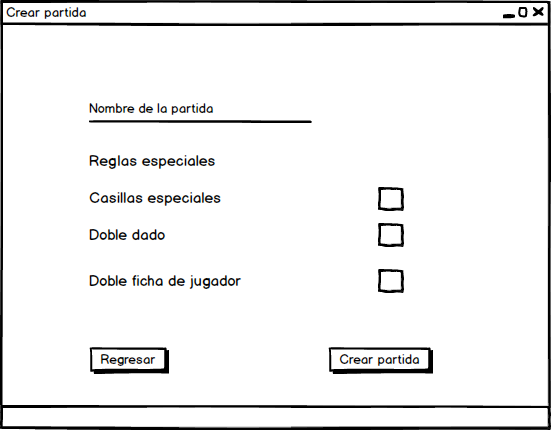 Crear partida
Nombre de la partida
Reglas especiales
Casillas especiales
Doble dado
Doble ficha de jugador
Regresar
Crear partida